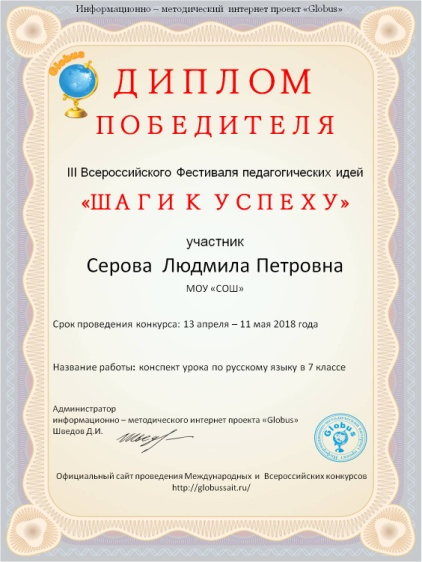 Информационно – методический интернет проект «Globus»
Globus
ДИПЛОМ
ПОБЕДИТЕЛЯ
III Всероссийского Фестиваля педагогических идей
«ШАГИ К УСПЕХУ»
участник
Серова Людмила Петровна
МОУ «СОШ»
Срок проведения конкурса: 13 апреля – 11 мая 2018 года
Название работы: конспект урока по русскому языку в 7 классе
Администратор
информационно – методического интернет проекта «Globus»
Шведов Д.И.
Globus
Официальный сайт проведения Международных и Всероссийских конкурсов
http://globussait.ru/